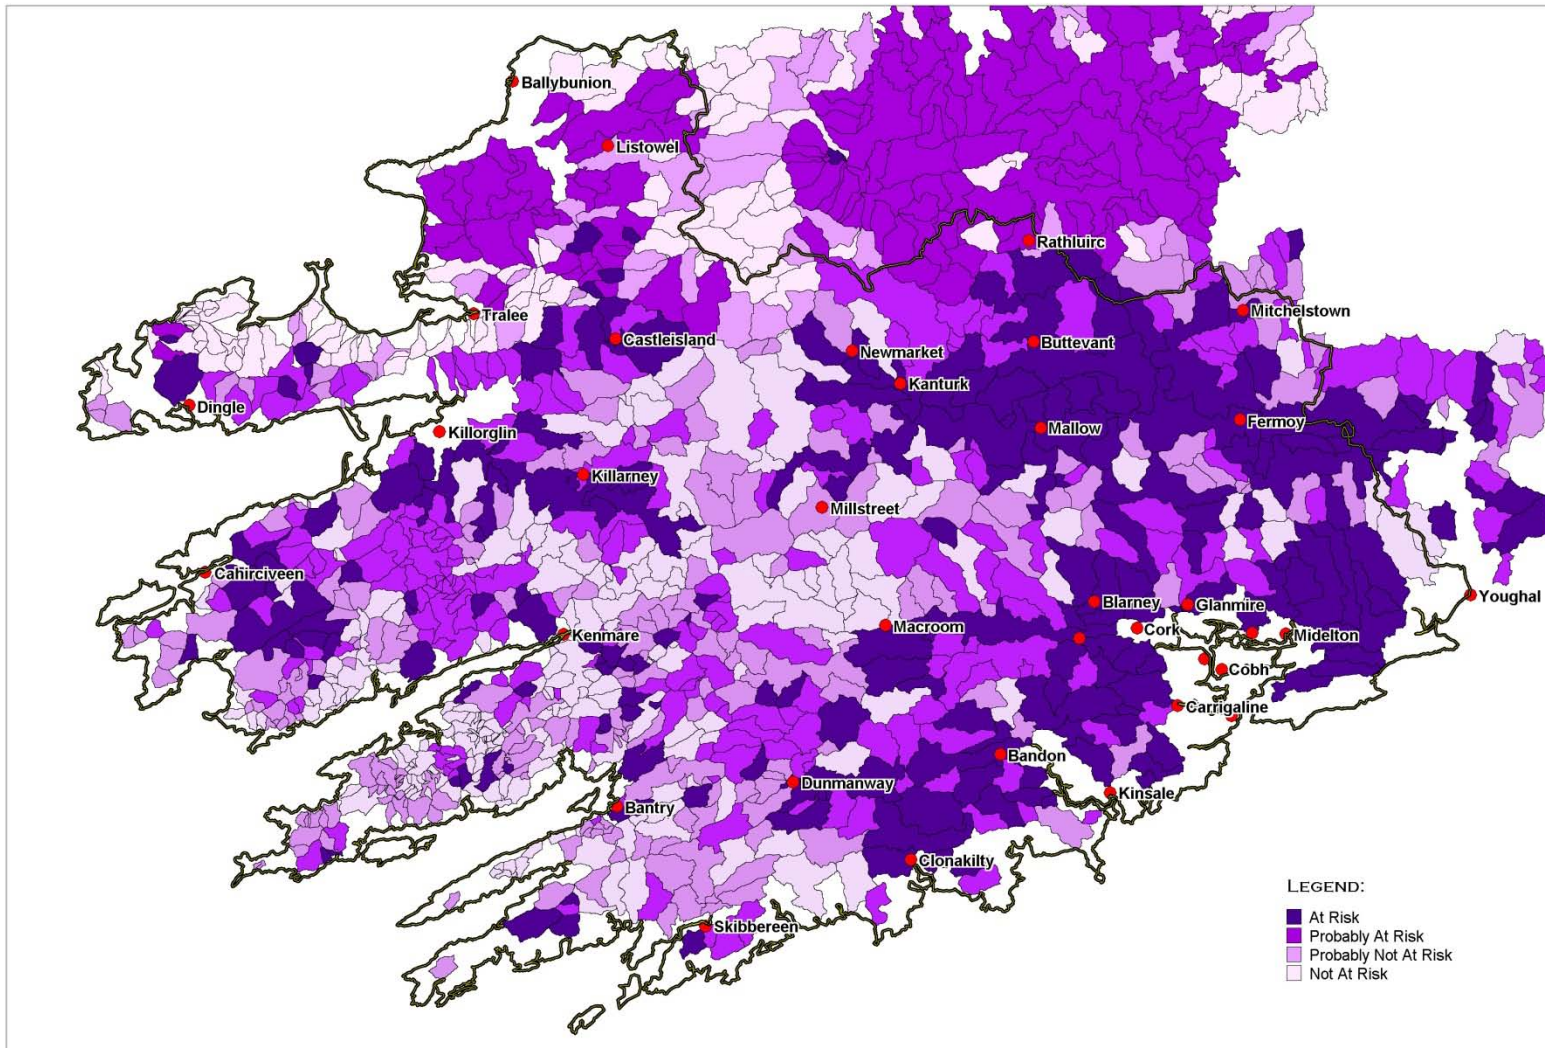 Ballybunion
Listowel
Rathluirc
Tralee
Mitchelstown
Castleisland
Buttevant
Newmarket
Kanturk
Dingle
Fermoy
Killorglin
Mallow
Killarney
Millstreet
Cahirciveen
Youghal
Blarney
Glanmire
Kenmare
Macroom
Cork
Midelton
Cobh
Carrigaline
Bandon
Dunmanway
Kinsale
Bantry
Clonakilty
Skibbereen
LEGEND:
At Risk
Probably At Risk
Probably Not At Risk
Not At Risk